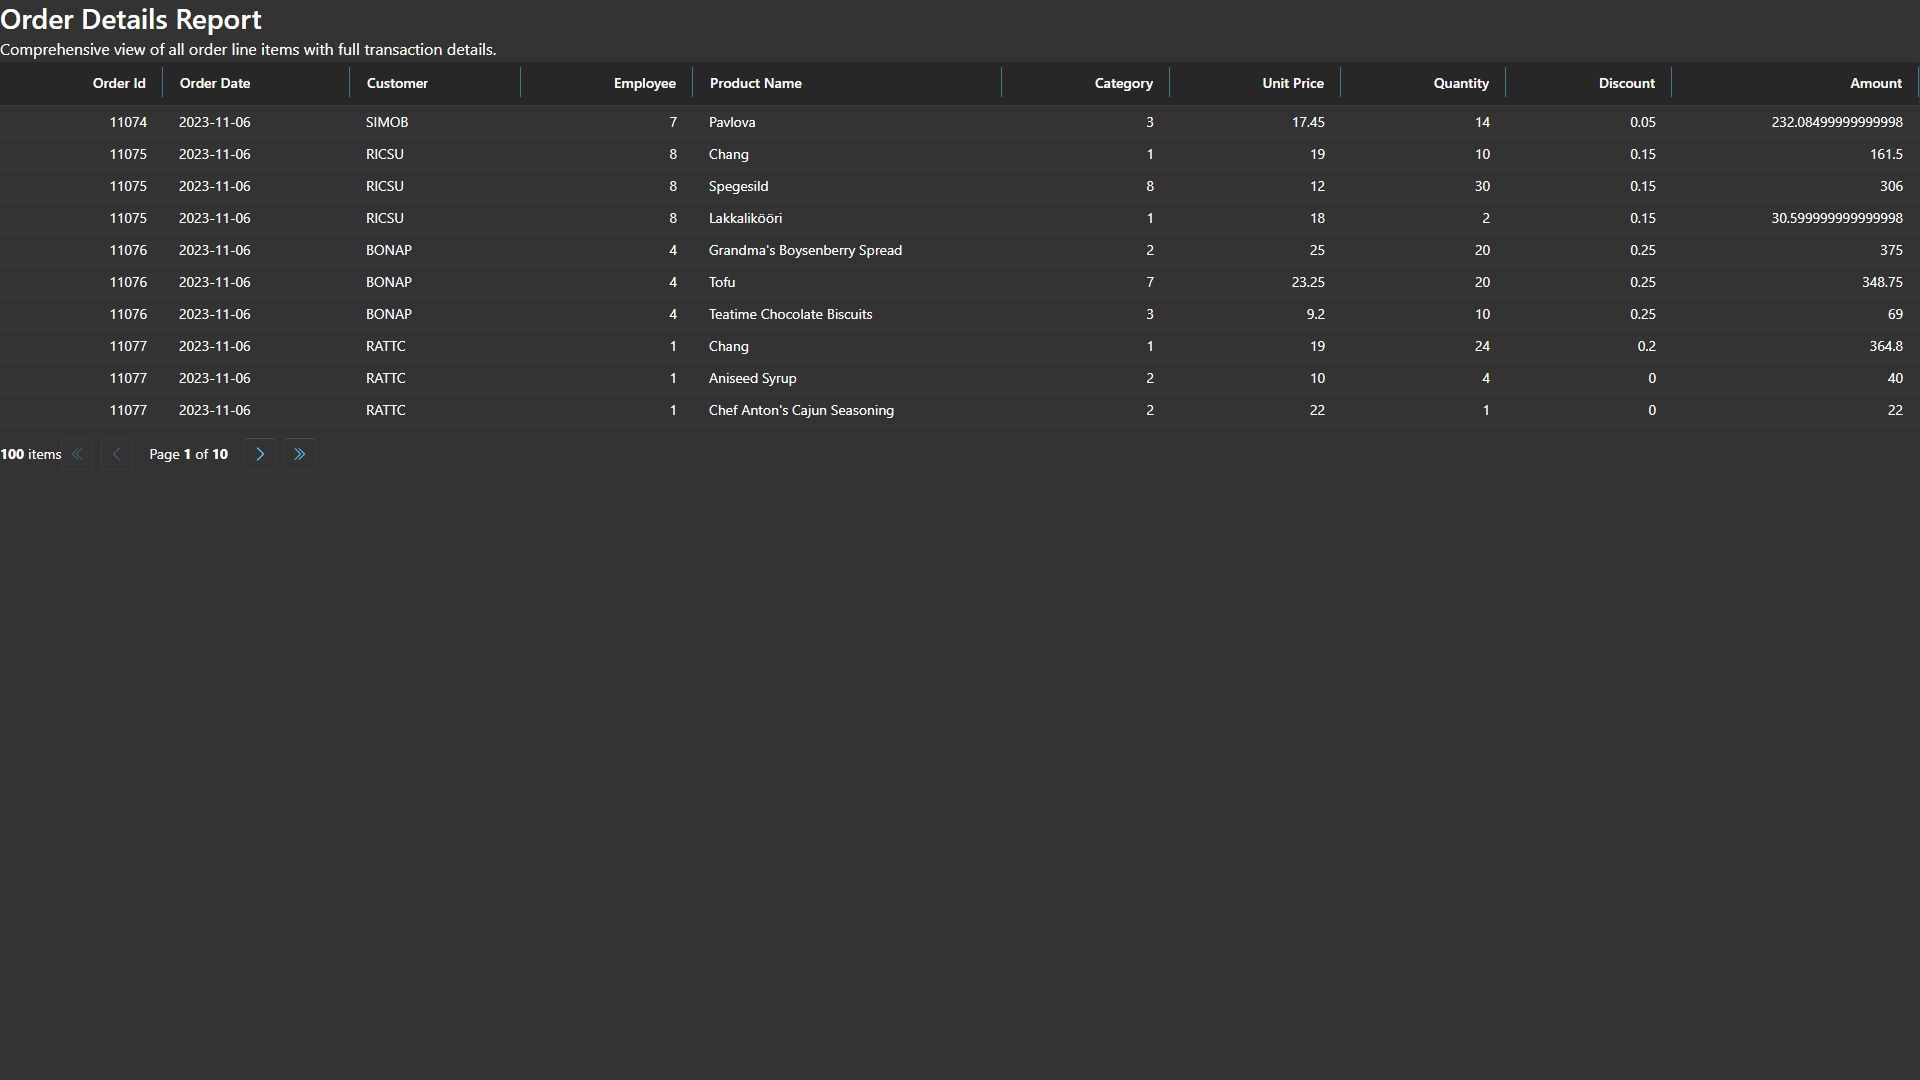 Order Details Report
Comprehensive view of all order line items with full transaction details.
Order Id Order Date Customer Employee Product Name Category Unit Price Quantity Discount Amount
11074 2023-11-06 SIMOB 7 Pavlova 3 17.45 14 0.05 232.08499999999998
11075 2023-11-06 RICSU 8 Chang 1 19 10 0.15 161.5
11075 2023-11-06 RICSU 8 Spegesild 8 12 30 0.15 306
11075 2023-11-06 RICSU 8 Lakkalikööri 1 18 2 0.15 30.599999999999998
11076 2023-11-06 BONAP 4 Grandma's Boysenberry Spread 2 25 20 0.25 375
11076 2023-11-06 BONAP 4 Tofu 7 23.25 20 0.25 348.75
11076 2023-11-06 BONAP 4 Teatime Chocolate Biscuits 3 9.2 10 0.25 69
11077 2023-11-06 RATTC 1 Chang 1 19 24 0.2 364.8
11077 2023-11-06 RATTC 1 Aniseed Syrup 2 10 4 0 40
11077 2023-11-06 RATTC 1 Chef Anton's Cajun Seasoning 2 22 1 0 22
100 items Page 1 of 10